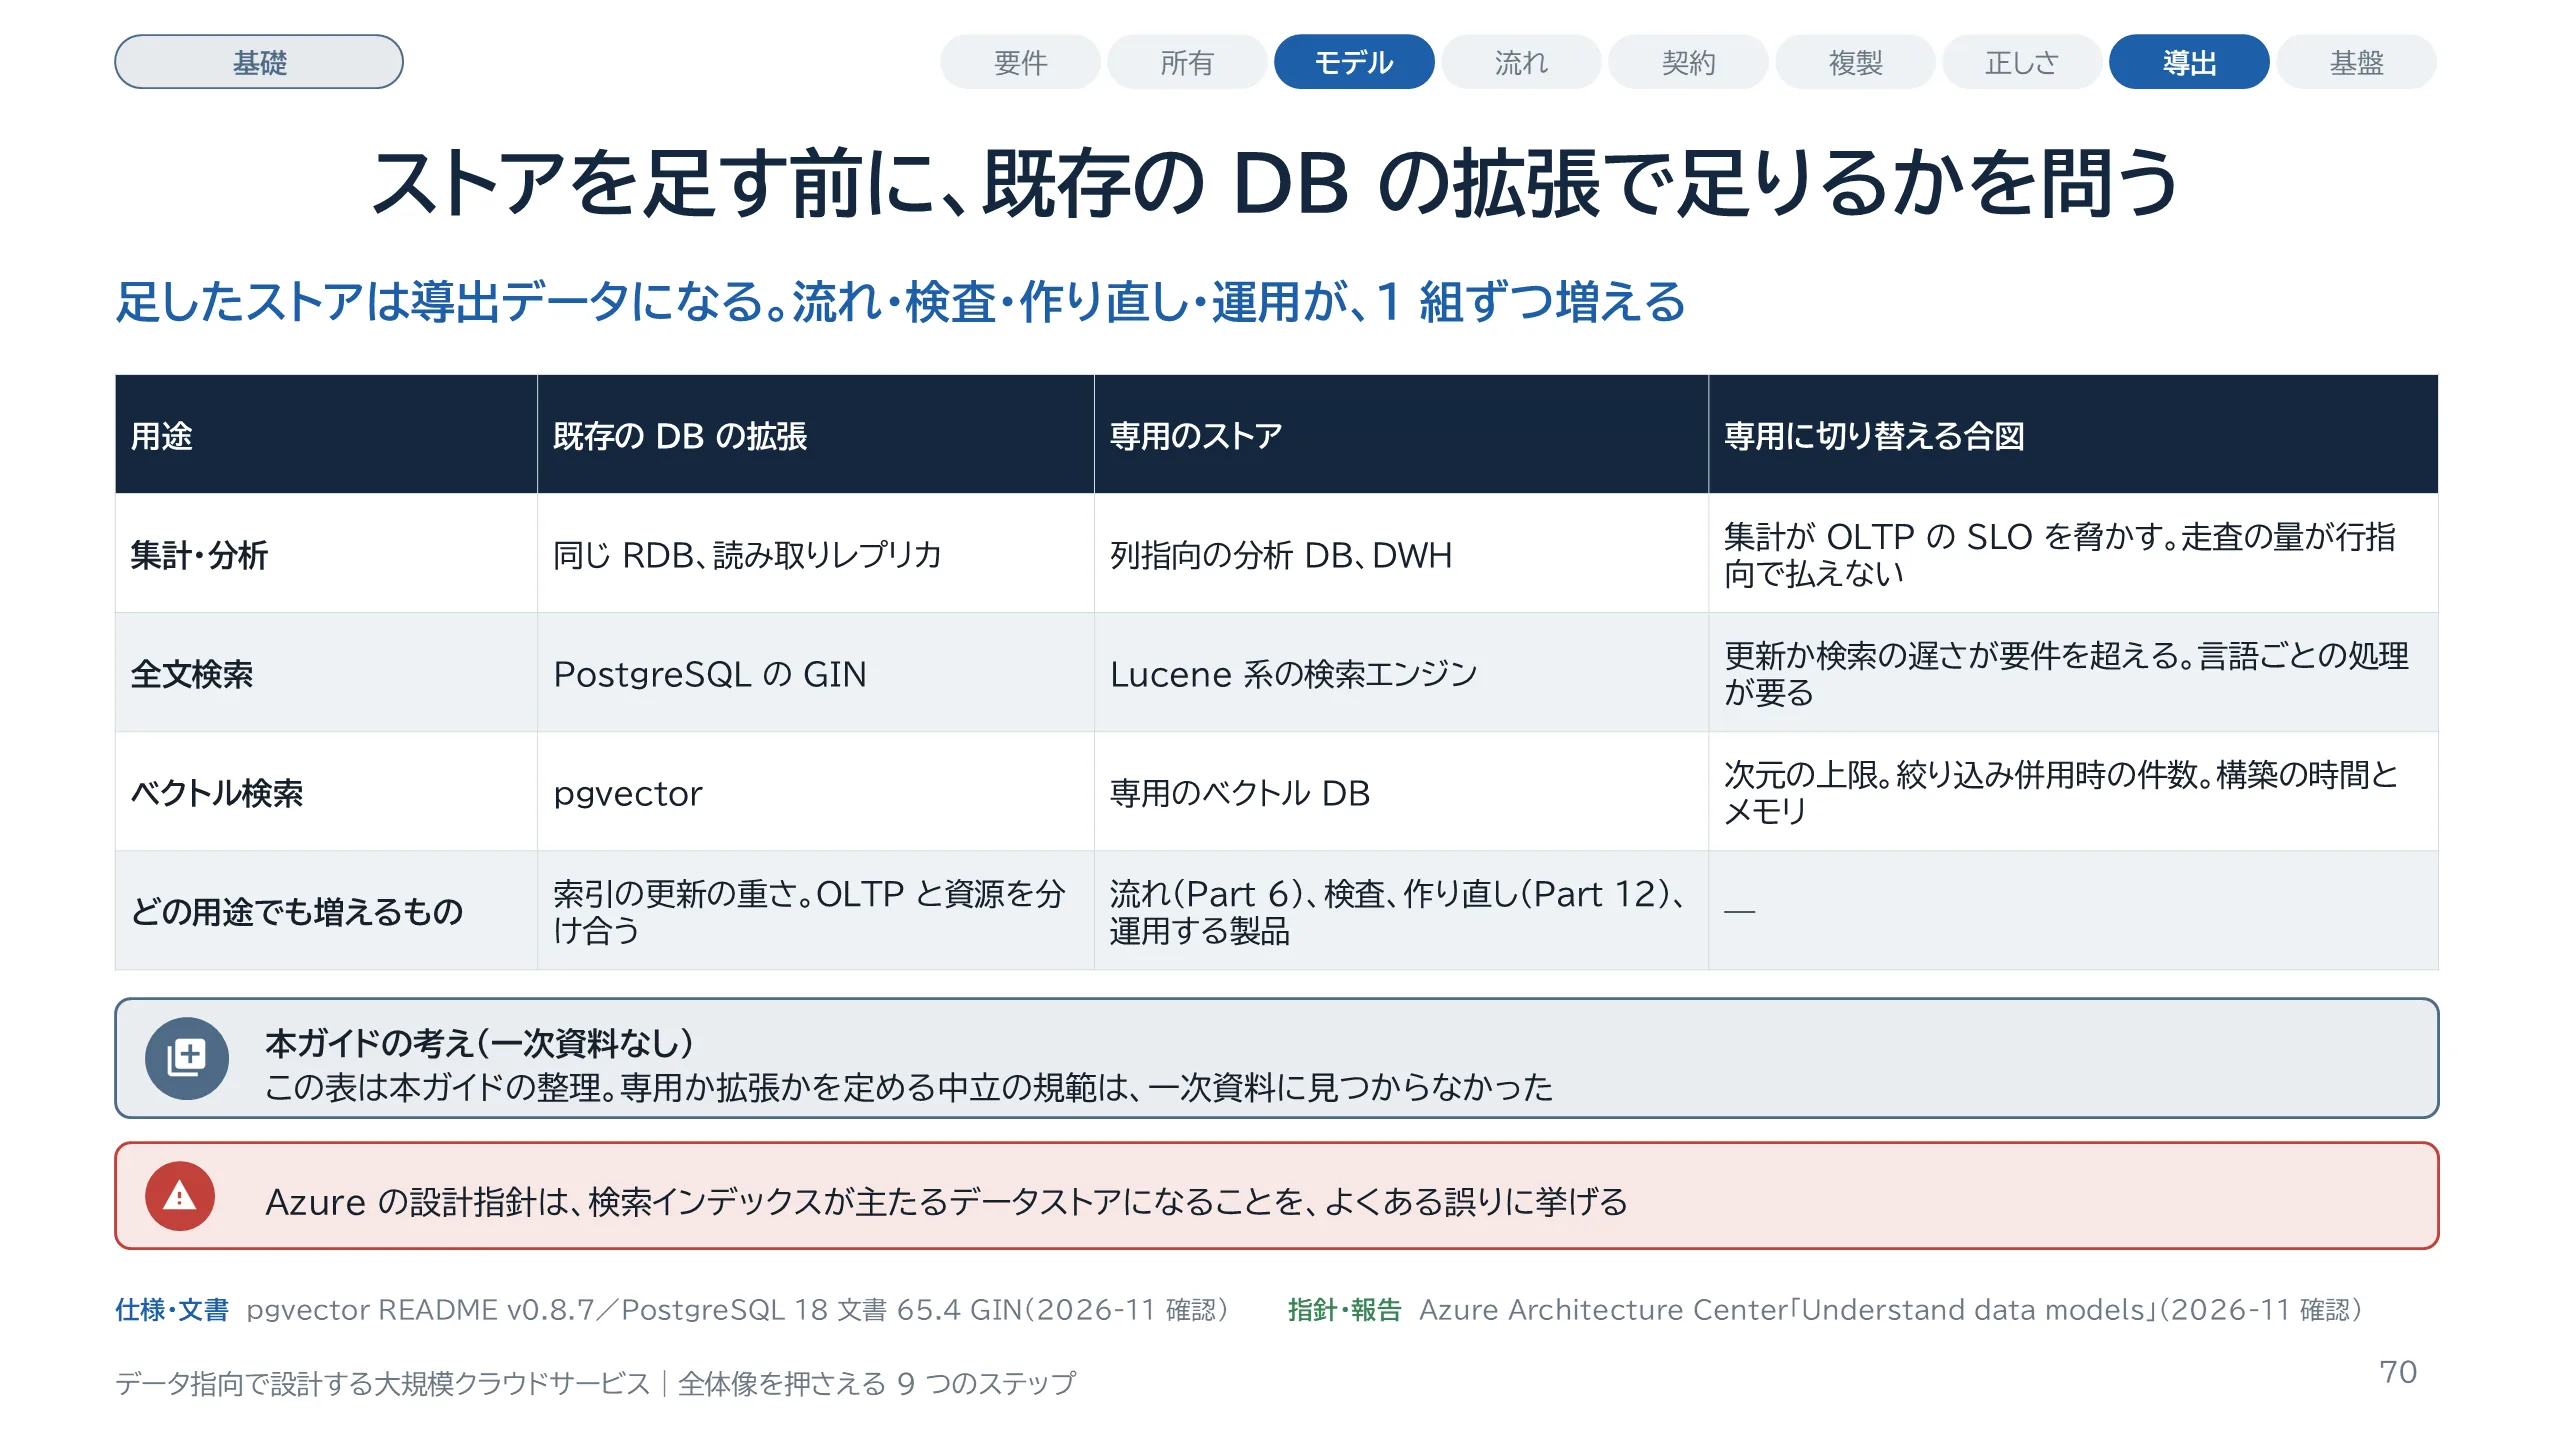 基礎
要件 所有 モデル 流れ 契約 複製 正しさ 導出 基盤
ストアを足す前に、既存の DB の拡張で足りるかを問う
足したストアは導出データになる。流れ・検査・作り直し・運用が、1 組ずつ増える
用途 既存の DB の拡張 専用のストア 専用に切り替える合図
集計・分析 同じ RDB、読み取りレプリカ 列指向の分析 DB、DWH 集計が OLTP の SLO を脅かす。走査の量が行指
向で払えない
全文検索 PostgreSQL の GIN Lucene 系の検索エンジン 更新か検索の遅さが要件を超える。言語ごとの処理
が要る
ベクトル検索 pgvector 専用のベクトル DB 次元の上限。絞り込み併用時の件数。構築の時間と
メモリ
どの用途でも増えるもの 索引の更新の重さ。OLTP と資源を分
け合う 流れ(Part 6)、検査、作り直し(Part 12)、
運用する製品 —
本ガイドの考え(一次資料なし)
この表は本ガイドの整理。専用か拡張かを定める中立の規範は、一次資料に見つからなかった
Azure の設計指針は、検索インデックスが主たるデータストアになることを、よくある誤りに挙げる
仕様・文書 pgvector README v0.8.7／PostgreSQL 18 文書 65.4 GIN(2026-11 確認) 指針・報告 Azure Architecture Center「Understand data models」(2026-11 確認)
データ指向で設計する大規模クラウドサービス｜全体像を押さえる 9 つのステップ
70